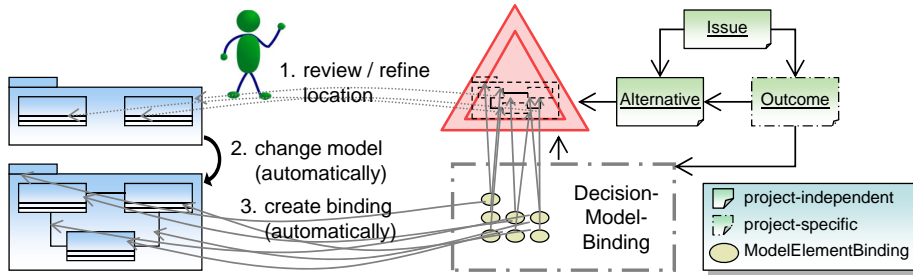 1. review / refine
location
2. change model
(automatically)
3. create binding
(automatically)
Issue
Alternative
Outcome
Decision-
Model-
Binding
project-independent
project-specific
ModelElementBinding